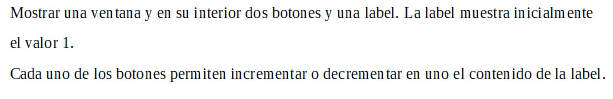 Mostrar una ventana y en su interior dos botones y una label. La label muestra inicialmente
el valor 1.
Cada uno de los botones permiten incrementar o decrementar en uno el contenido de la label.